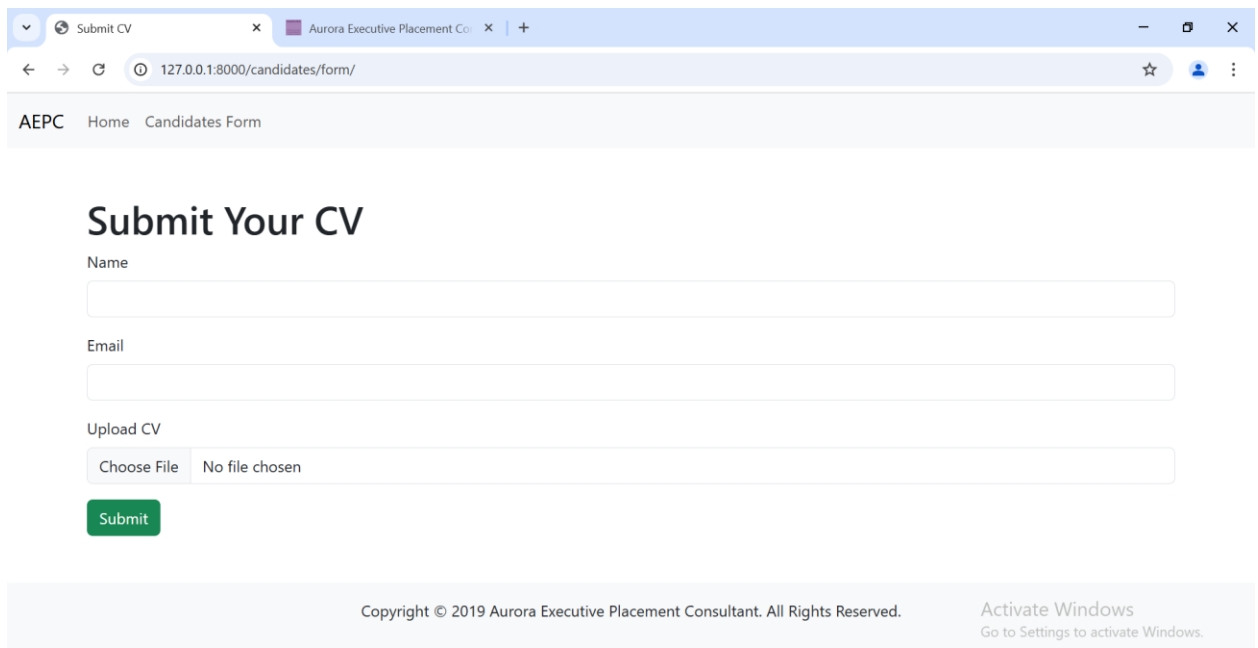 Submit CV
Aurora Executive Placement Co
127.0.0.1:8000/candidates/form/
AEPC Home Candidates Form
Submit Your CV
Name
Email
Upload CV
Choose File No file chosen
Submit
Copyright © 2019 Aurora Executive Placement Consultant. All Rights Reserved.
Activate Windows
Go to Settings to activate Windows.